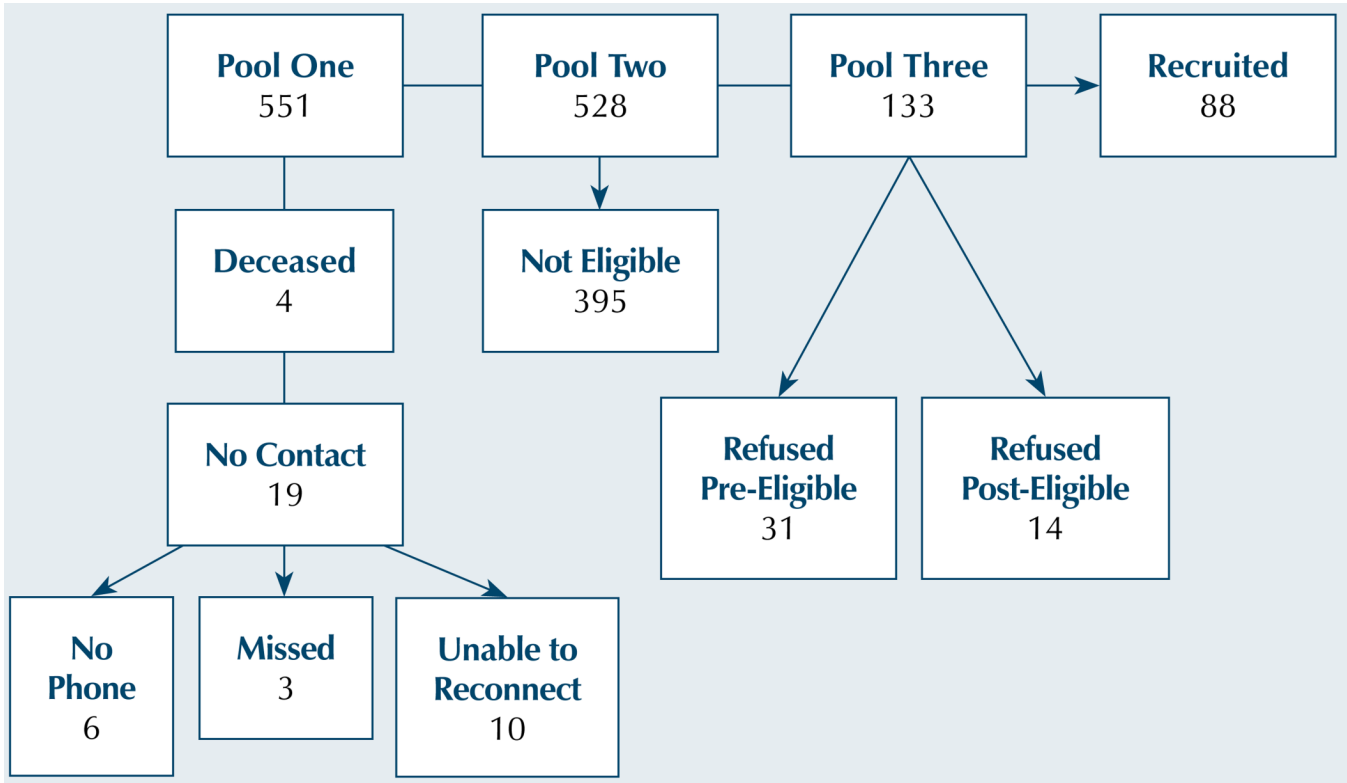 Pool One
551
Pool Two
528
Pool Three
133
Recruited
88
Deceased
4
Not Eligible
395
No Contact
19
Refused
Pre-Eligible
31
Refused
Post-Eligible
14
No
Phone
6
Missed
3
Unable to
Reconnect
10